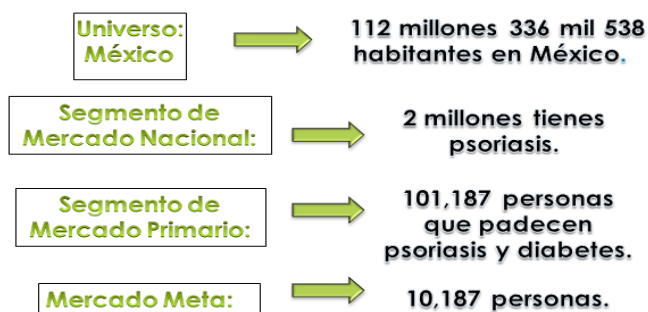 Universo:
México
112 millones 336 mil 538
habitantes en México.
Segmento de
Mercado Nacional:
2 millones tienes
psoriasis.
Segmento de
Mercado Primario:
101,187 personas
que padecen
psoriasis y diabetes.
Mercado Meta:
10,187 personas.